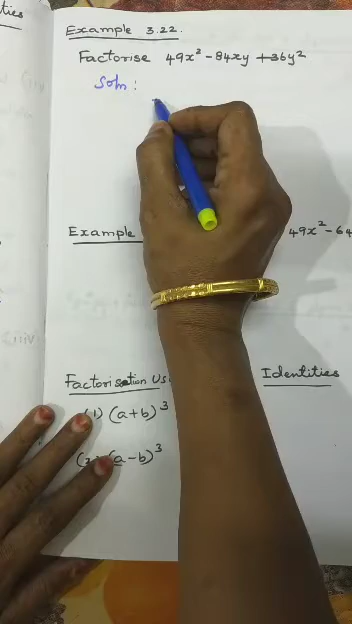 Example 3.22.
Factorise 49x² - 84xy + 36y²
Soln :
Example 49x² - 64
Factorisation Us Identities
(1) (a+b)³
(a-b)³